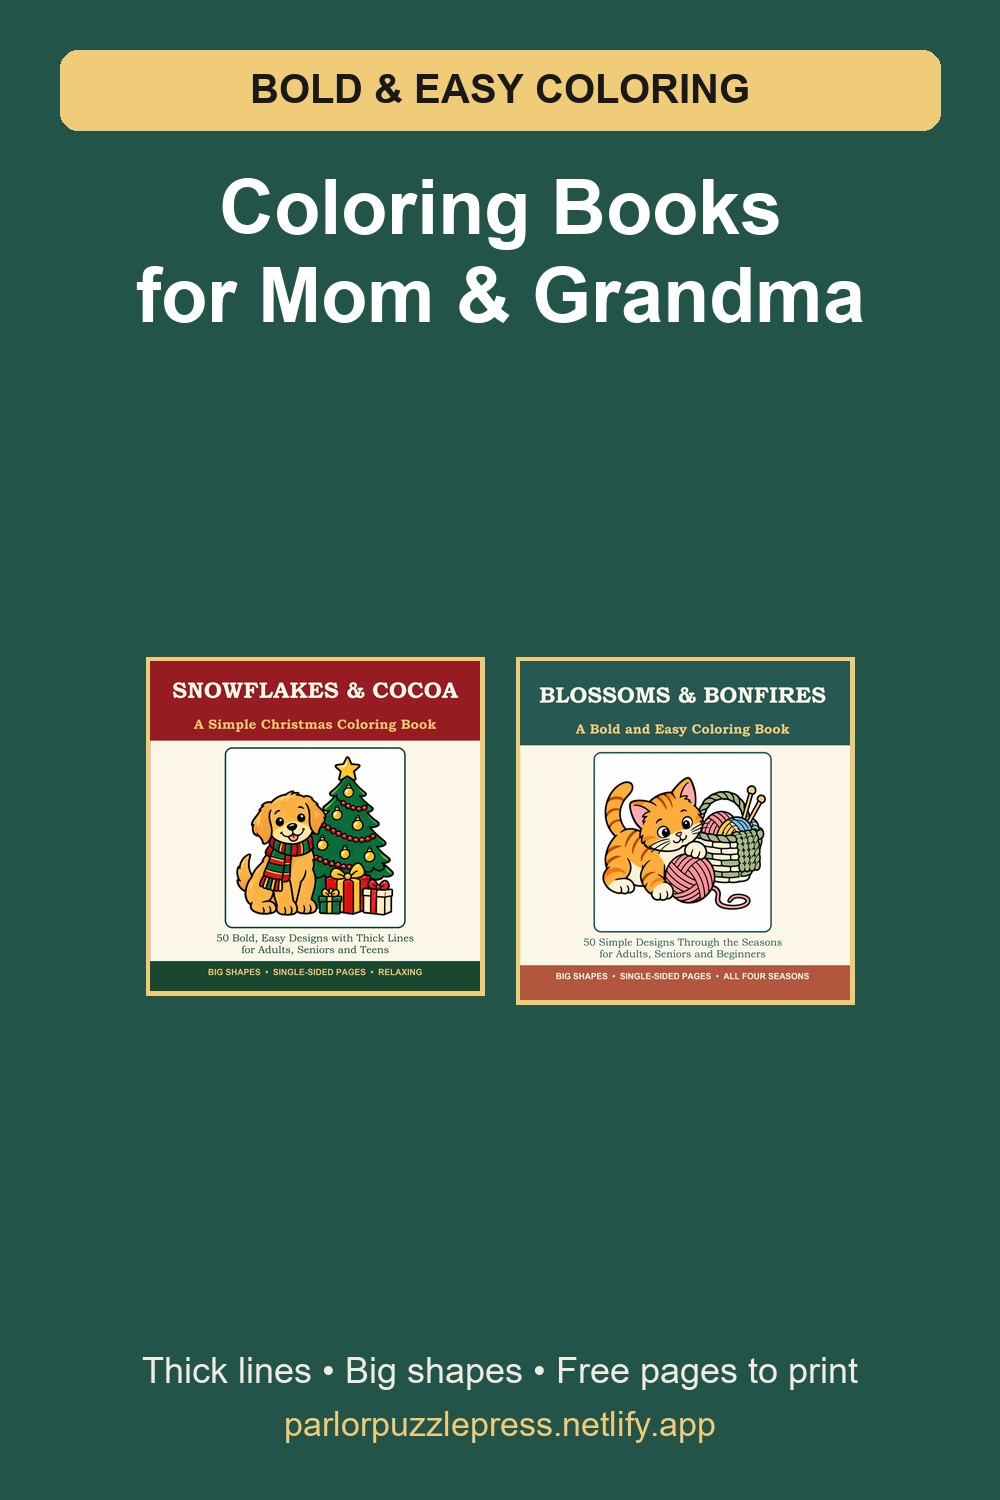 BOLD & EASY COLORING
Coloring Books
for Mom & Grandma
SNOWFLAKES & COCOA
A Simple Christmas Coloring Book
50 Bold, Easy Designs with Thick Lines
for Adults, Seniors and Teens
BIG SHAPES • SINGLE-SIDED PAGES • RELAXING
BLOSSOMS & BONFIRES
A Bold and Easy Coloring Book
50 Simple Designs Through the Seasons
for Adults, Seniors and Beginners
BIG SHAPES • SINGLE-SIDED PAGES • ALL FOUR SEASONS
Thick lines • Big shapes • Free pages to print
parlorpuzzlepress.netlify.app